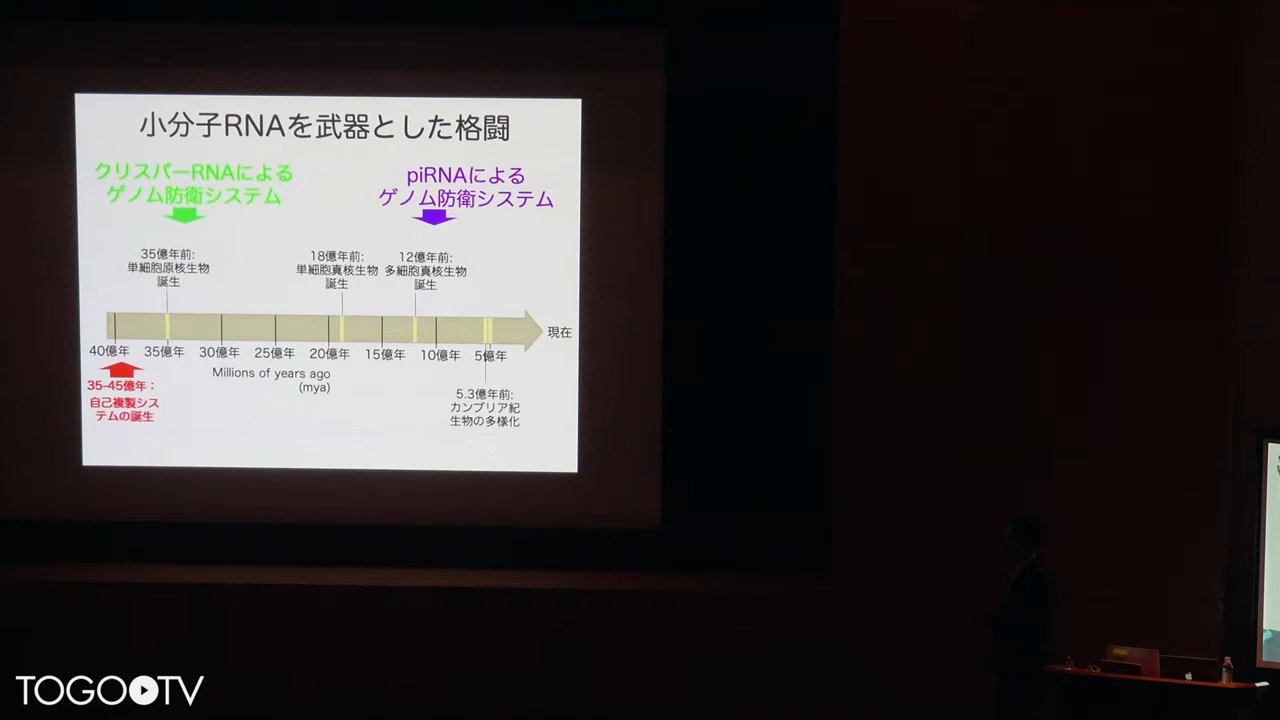 小分子RNAを武器とした格闘
クリスパーRNAによる
ゲノム防衛システム
piRNAによる
ゲノム防衛システム
35億年前:
単細胞原核生物
誕生
18億年前:
単細胞真核生物
誕生
12億年前:
多細胞真核生物
誕生
現在
40億年 35億年 30億年 25億年 20億年 15億年 10億年 5億年
Millions of years ago
(mya)
35-45億年：
自己複製シス
テムの誕生
5.3億年前:
カンブリア紀
生物の多様化
TOGOTV